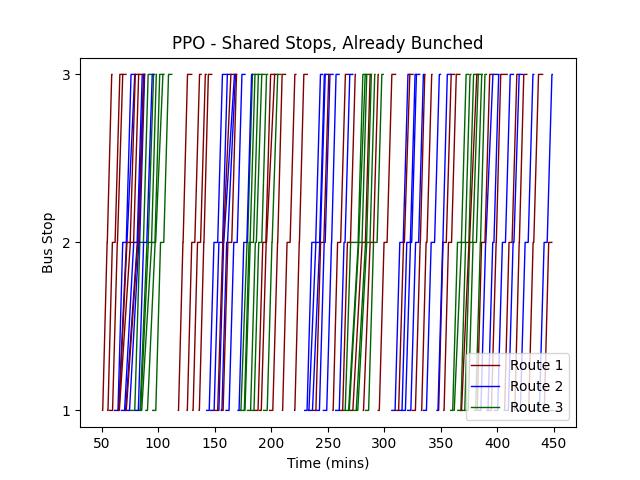 PPO - Shared Stops, Already Bunched
3
2
1
Bus Stop
50 100 150 200 250 300 350 400 450
Time (mins)
Route 1
Route 2
Route 3